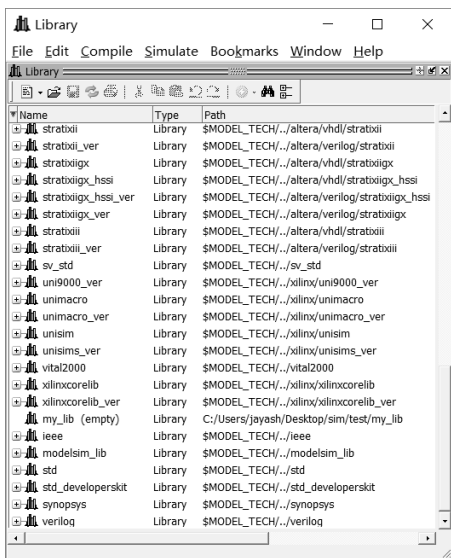 Library
File Edit Compile Simulate Bookmarks Window Help
Library
Name Type Path
stratixii Library $MODEL_TECH/../altera/vhdl/stratixii
stratixii_ver Library $MODEL_TECH/../altera/verilog/stratixii
stratixiigx Library $MODEL_TECH/../altera/vhdl/stratixiigx
stratixiigx_hssi Library $MODEL_TECH/../altera/vhdl/stratixiigx_hssi
stratixiigx_hssi_ver Library $MODEL_TECH/../altera/verilog/stratixiigx_hssi
stratixiigx_ver Library $MODEL_TECH/../altera/verilog/stratixiigx
stratixiii Library $MODEL_TECH/../altera/vhdl/stratixiii
stratixiii_ver Library $MODEL_TECH/../altera/verilog/stratixiii
sv_std Library $MODEL_TECH/../sv_std
uni9000_ver Library $MODEL_TECH/../xilinx/uni9000_ver
unimacro Library $MODEL_TECH/../xilinx/unimacro
unimacro_ver Library $MODEL_TECH/../xilinx/unimacro_ver
unisim Library $MODEL_TECH/../xilinx/unisim
unisims_ver Library $MODEL_TECH/../xilinx/unisims_ver
vital2000 Library $MODEL_TECH/../vital2000
xilinxcorelib Library $MODEL_TECH/../xilinx/xilinxcorelib
xilinxcorelib_ver Library $MODEL_TECH/../xilinx/xilinxcorelib_ver
my_lib (empty) Library C:/Users/jayash/Desktop/sim/test/my_lib
ieee Library $MODEL_TECH/../ieee
modelsim_lib Library $MODEL_TECH/../modelsim_lib
std Library $MODEL_TECH/../std
std_developerskit Library $MODEL_TECH/../std_developerskit
synopsys Library $MODEL_TECH/../synopsys
verilog Library $MODEL_TECH/../verilog